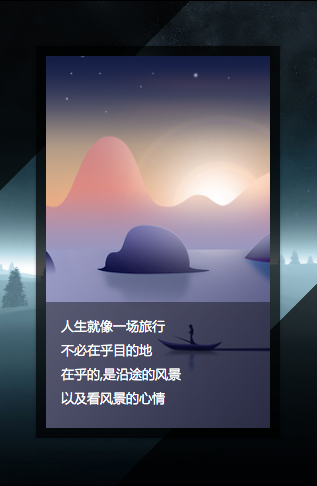 人生就像一场旅行
不必在乎目的地
在乎的,是沿途的风景
以及看风景的心情